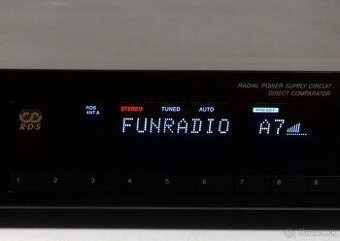 RADIAL POWER SUPPLY CIRCUIT
DIRECT COMPARATOR
RDS
ANT A
STEREO TUNED AUTO PRESET
R·D·S
FUNRADIO A7
1 2 3 4 5 6 7 8 9